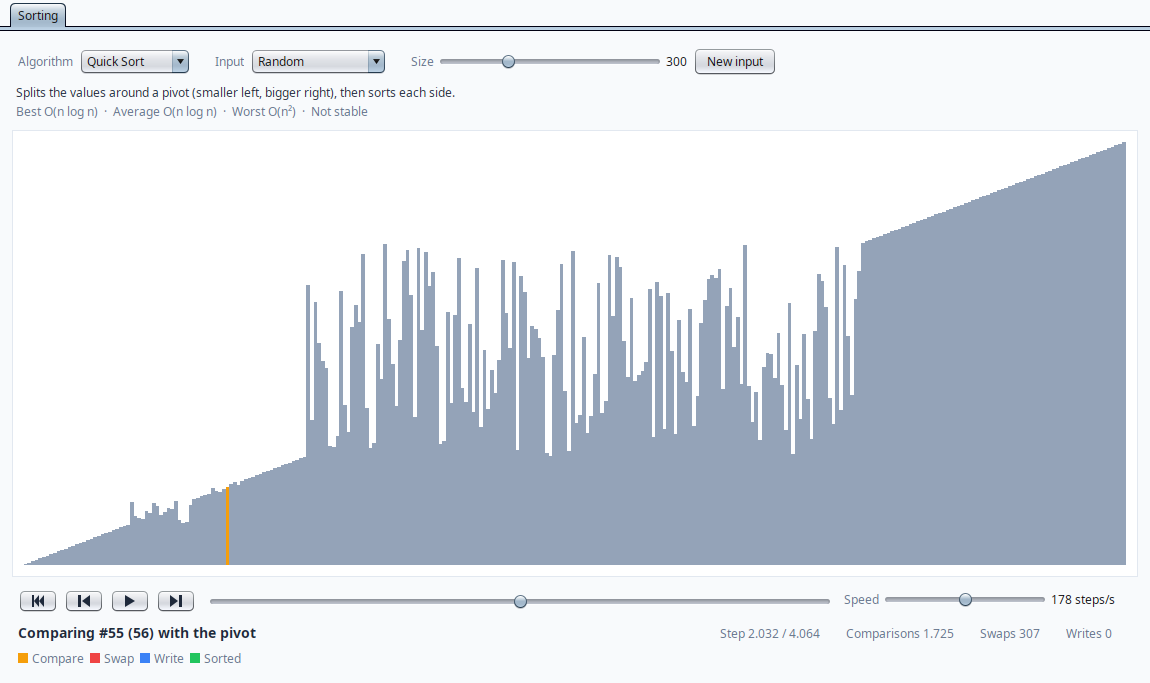 Sorting
Algorithm Quick Sort Input Random Size 300 New input
Splits the values around a pivot (smaller left, bigger right), then sorts each side.
Best O(n log n) · Average O(n log n) · Worst O(n²) · Not stable
Speed 178 steps/s
Comparing #55 (56) with the pivot Step 2.032 / 4.064 Comparisons 1.725 Swaps 307 Writes 0
Compare Swap Write Sorted